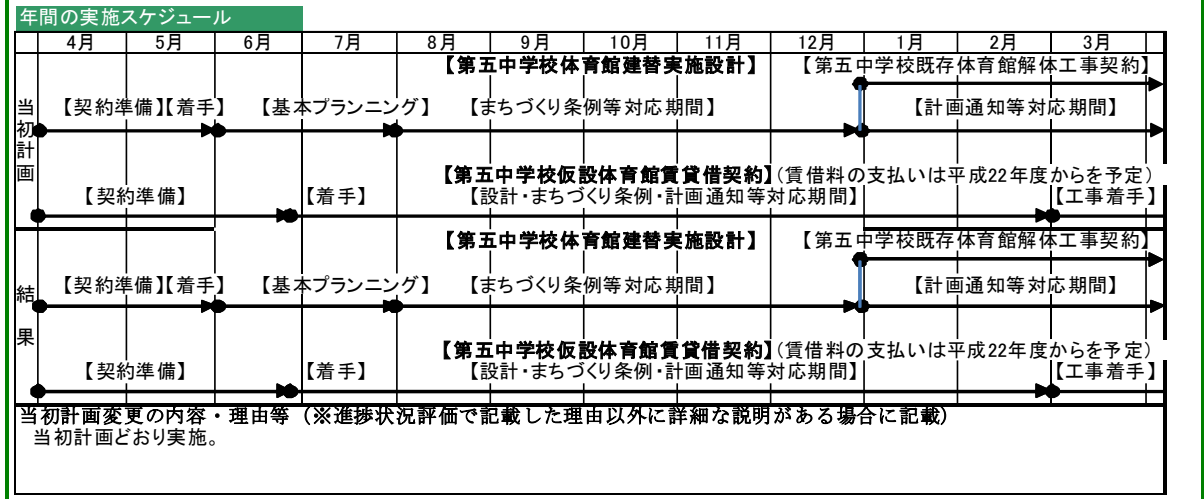 年間の実施スケジュール
4月 5月 6月 7月 8月 9月 10月 11月 12月 1月 2月 3月
当初計画
【第五中学校体育館建替実施設計】 【第五中学校既存体育館解体工事契約】
【契約準備】【着手】 【基本プランニング】 【まちづくり条例等対応期間】 【計画通知等対応期間】
【第五中学校仮設体育館賃貸借契約】(賃借料の支払いは平成22年度からを予定)
【契約準備】 【着手】 【設計・まちづくり条例・計画通知等対応期間】 【工事着手】
結果
【第五中学校体育館建替実施設計】 【第五中学校既存体育館解体工事契約】
【契約準備】【着手】 【基本プランニング】 【まちづくり条例等対応期間】 【計画通知等対応期間】
【第五中学校仮設体育館賃貸借契約】(賃借料の支払いは平成22年度からを予定)
【契約準備】 【着手】 【設計・まちづくり条例・計画通知等対応期間】 【工事着手】
当初計画変更の内容・理由等（※進捗状況評価で記載した理由以外に詳細な説明がある場合に記載）
当初計画どおり実施。